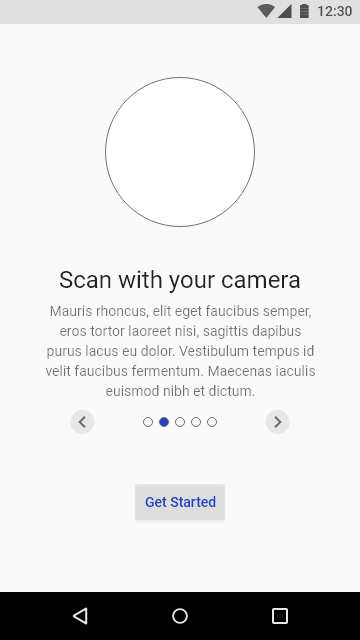 12:30
Scan with your camera
Mauris rhoncus, elit eget faucibus semper,
eros tortor laoreet nisi, sagittis dapibus
purus lacus eu dolor. Vestibulum tempus id
velit faucibus fermentum. Maecenas iaculis
euismod nibh et dictum.
Get Started